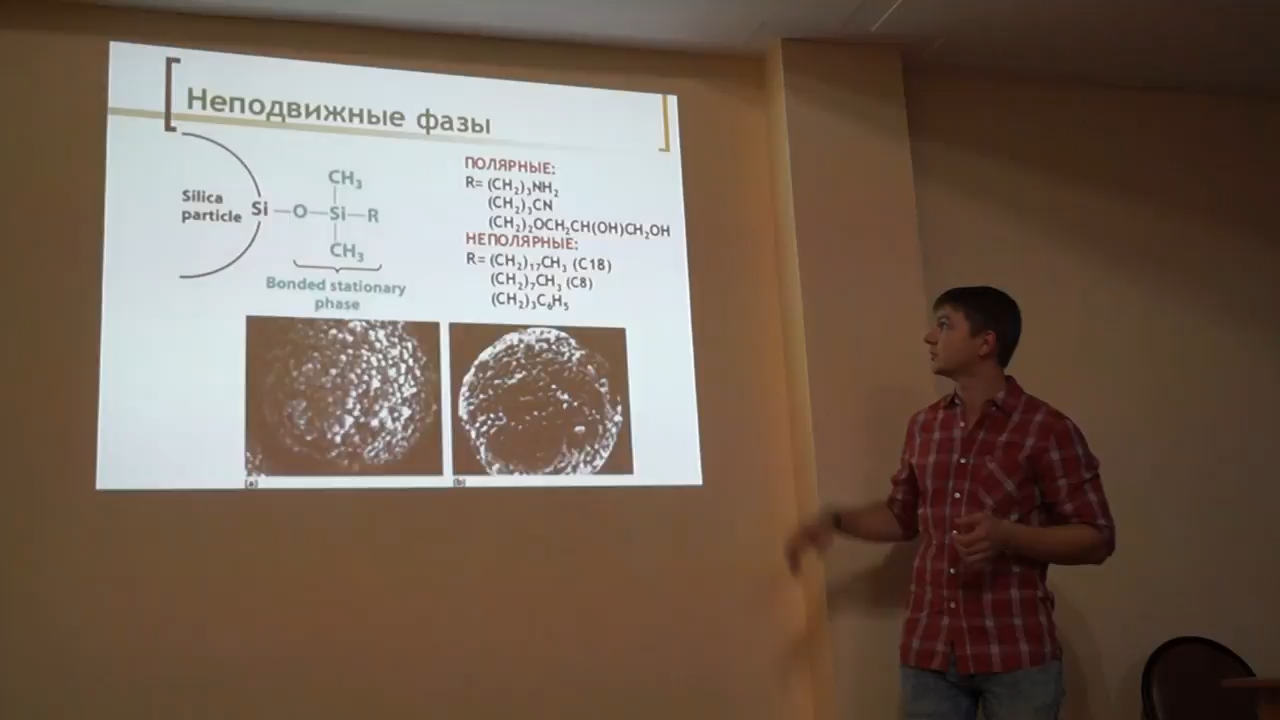 Неподвижные фазы
Silica
particle
CH₃
Si—O—Si—R
CH₃
Bonded stationary
phase
ПОЛЯРНЫЕ:
R= (CH₂)₃NH₂
(CH₂)₃CN
(CH₂)₂OCH₂CH(OH)CH₂OH
НЕПОЛЯРНЫЕ:
R= (CH₂)₁₇CH₃ (C18)
(CH₂)₇CH₃ (C8)
(CH₂)₃C₆H₅
(a)
(b)